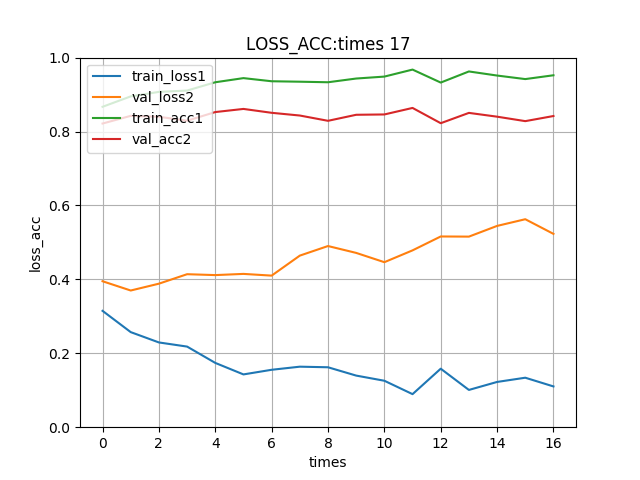 LOSS_ACC:times 17
train_loss1
val_loss2
train_acc1
val_acc2
loss_acc
1.0
0.8
0.6
0.4
0.2
0.0
0 2 4 6 8 10 12 14 16
times